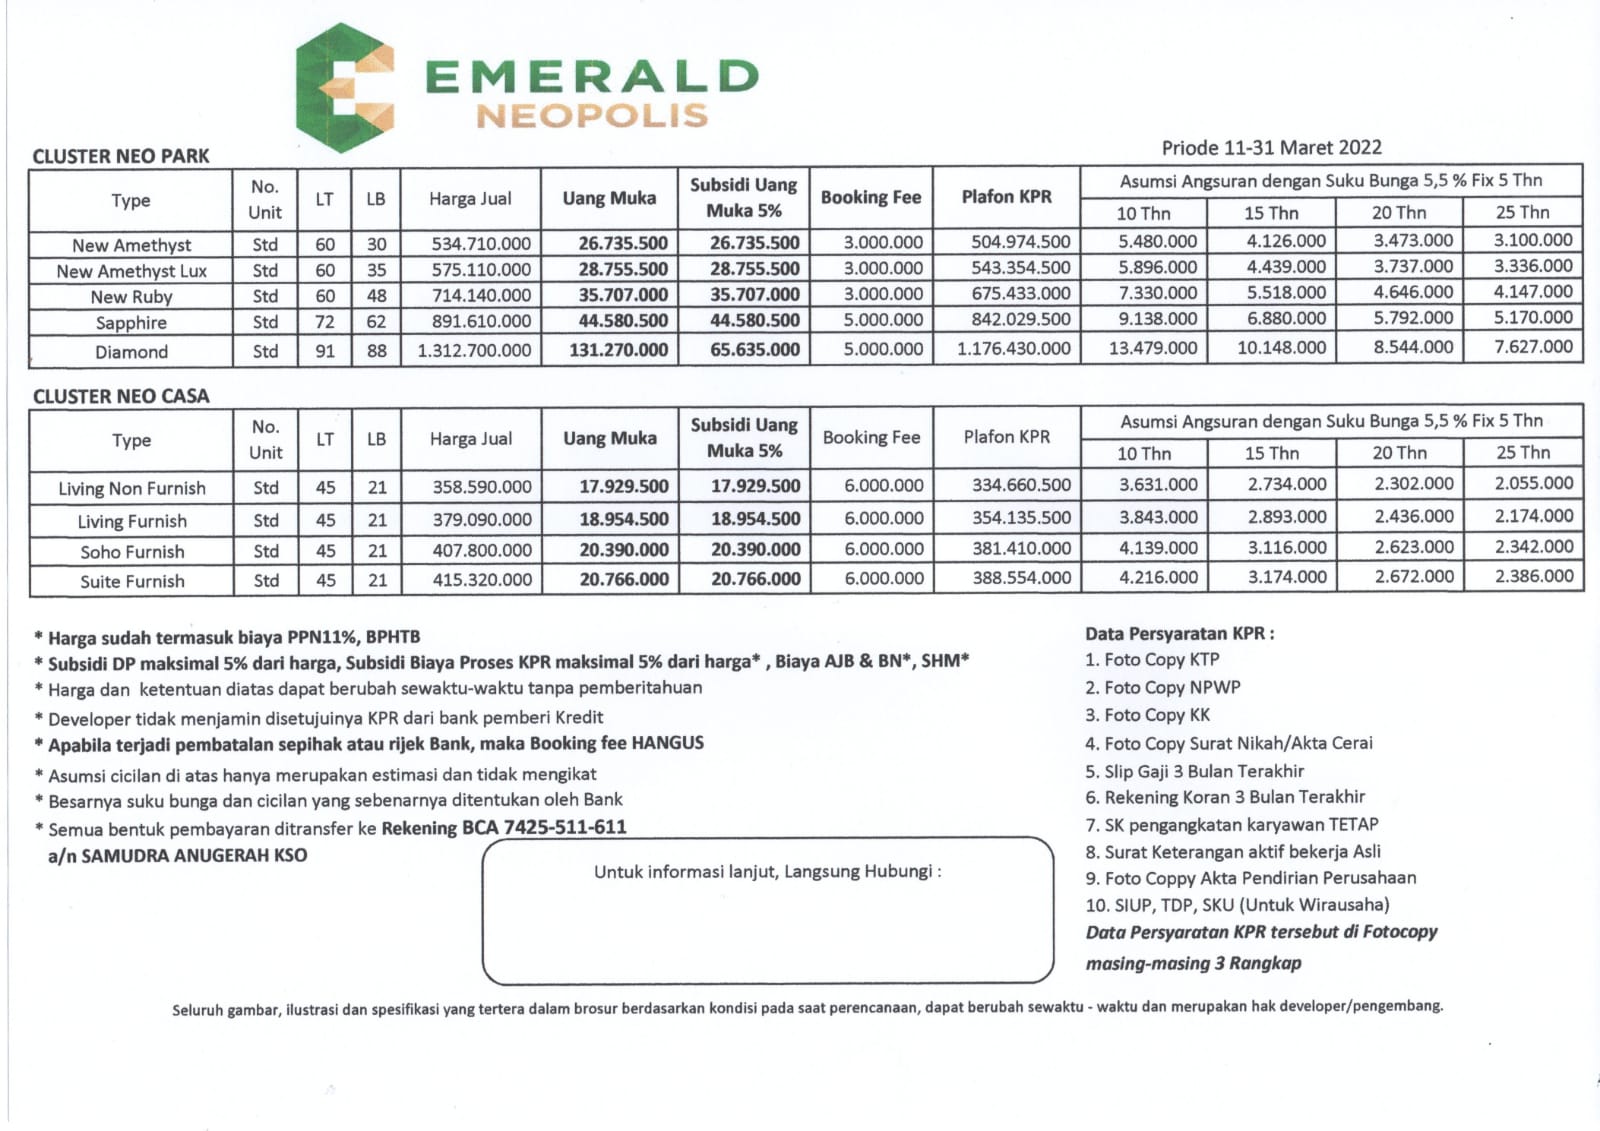 EMERALD
NEOPOLIS
CLUSTER NEO PARK
Priode 11-31 Maret 2022
Type No. Unit LT LB Harga Jual Uang Muka Subsidi Uang Muka 5% Booking Fee Plafon KPR Asumsi Angsuran dengan Suku Bunga 5,5 % Fix 5 Thn
10 Thn 15 Thn 20 Thn 25 Thn
New Amethyst Std 60 30 534.710.000 26.735.500 26.735.500 3.000.000 504.974.500 5.480.000 4.126.000 3.473.000 3.100.000
New Amethyst Lux Std 60 35 575.110.000 28.755.500 28.755.500 3.000.000 543.354.500 5.896.000 4.439.000 3.737.000 3.336.000
New Ruby Std 60 48 714.140.000 35.707.000 35.707.000 3.000.000 675.433.000 7.330.000 5.518.000 4.646.000 4.147.000
Sapphire Std 72 62 891.610.000 44.580.500 44.580.500 5.000.000 842.029.500 9.138.000 6.880.000 5.792.000 5.170.000
Diamond Std 91 88 1.312.700.000 131.270.000 65.635.000 5.000.000 1.176.430.000 13.479.000 10.148.000 8.544.000 7.627.000
CLUSTER NEO CASA
Type No. Unit LT LB Harga Jual Uang Muka Subsidi Uang Muka 5% Booking Fee Plafon KPR Asumsi Angsuran dengan Suku Bunga 5,5 % Fix 5 Thn
10 Thn 15 Thn 20 Thn 25 Thn
Living Non Furnish Std 45 21 358.590.000 17.929.500 17.929.500 6.000.000 334.660.500 3.631.000 2.734.000 2.302.000 2.055.000
Living Furnish Std 45 21 379.090.000 18.954.500 18.954.500 6.000.000 354.135.500 3.843.000 2.893.000 2.436.000 2.174.000
Soho Furnish Std 45 21 407.800.000 20.390.000 20.390.000 6.000.000 381.410.000 4.139.000 3.116.000 2.623.000 2.342.000
Suite Furnish Std 45 21 415.320.000 20.766.000 20.766.000 6.000.000 388.554.000 4.216.000 3.174.000 2.672.000 2.386.000
* Harga sudah termasuk biaya PPN11%, BPHTB
* Subsidi DP maksimal 5% dari harga, Subsidi Biaya Proses KPR maksimal 5% dari harga* , Biaya AJB & BN*, SHM*
* Harga dan ketentuan diatas dapat berubah sewaktu-waktu tanpa pemberitahuan
* Developer tidak menjamin disetujuinya KPR dari bank pemberi Kredit
* Apabila terjadi pembatalan sepihak atau rijek Bank, maka Booking fee HANGUS
* Asumsi cicilan di atas hanya merupakan estimasi dan tidak mengikat
* Besarnya suku bunga dan cicilan yang sebenarnya ditentukan oleh Bank
* Semua bentuk pembayaran ditransfer ke Rekening BCA 7425-511-611
a/n SAMUDRA ANUGERAH KSO
Untuk informasi lanjut, Langsung Hubungi :
Data Persyaratan KPR :
1. Foto Copy KTP
2. Foto Copy NPWP
3. Foto Copy KK
4. Foto Copy Surat Nikah/Akta Cerai
5. Slip Gaji 3 Bulan Terakhir
6. Rekening Koran 3 Bulan Terakhir
7. SK pengangkatan karyawan TETAP
8. Surat Keterangan aktif bekerja Asli
9. Foto Coppy Akta Pendirian Perusahaan
10. SIUP, TDP, SKU (Untuk Wirausaha)
Data Persyaratan KPR tersebut di Fotocopy
masing-masing 3 Rangkap
Seluruh gambar, ilustrasi dan spesifikasi yang tertera dalam brosur berdasarkan kondisi pada saat perencanaan, dapat berubah sewaktu - waktu dan merupakan hak developer/pengembang.